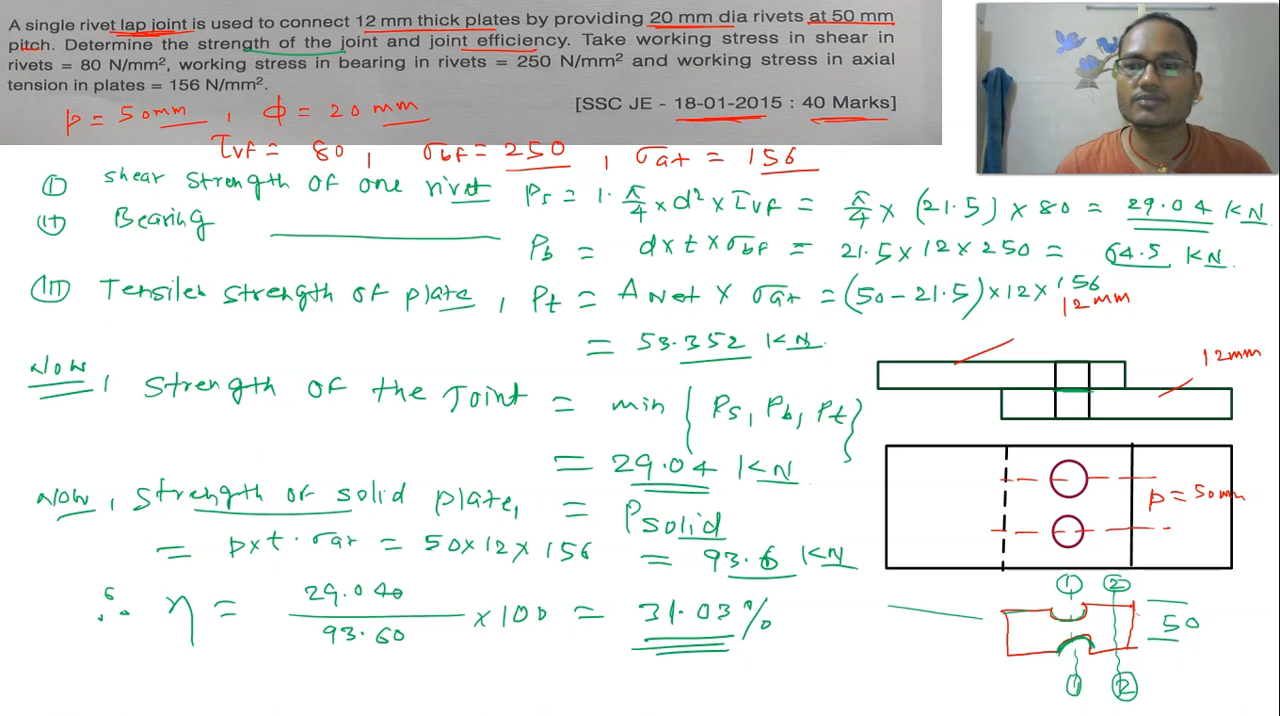 A single rivet lap joint is used to connect 12 mm thick plates by providing 20 mm dia rivets at 50 mm
pitch. Determine the strength of the joint and joint efficiency. Take working stress in shear in
rivets = 80 N/mm², working stress in bearing in rivets = 250 N/mm² and working stress in axial
tension in plates = 156 N/mm².
[SSC JE - 18-01-2015 : 40 Marks]
p = 50mm , ϕ = 20 mm
τvf = 80 , σbf = 250 , σat = 156
(I) shear strength of one rivet Ps = 1. π/4 × d² × τvf = π/4 × (21.5) × 80 = 29.04 KN
(II) Bearing ———— Pb = d×t×σbf = 21.5×12×250 = 64.5 KN.
(III) Tensiles strength of plate, Pt = A Net × σat = (50-21.5)×12×156
12mm
= 53.352 KN.
12mm
Now, Strength of the Joint = min { Ps, Pb, Pt }
= 29.04 KN
p = 50mm
Now, Strength of solid plate, = Psolid
= p×t. σat = 50×12×156 = 93.6 KN
∴ η = 29.040 / 93.60 × 100 = 31.03 %
① ②
50
① ②